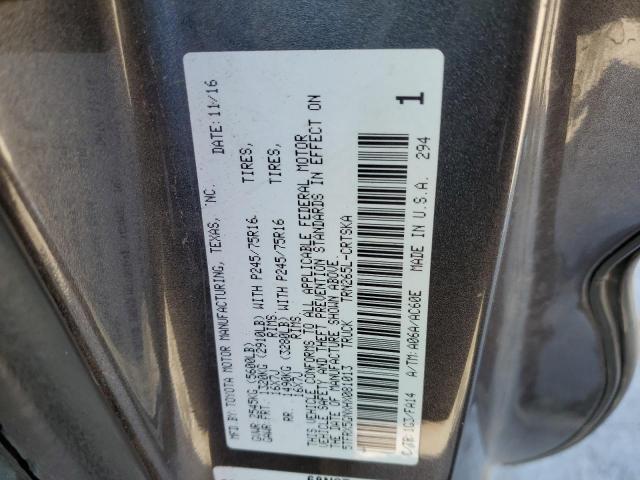 MFD. BY: TOYOTA MOTOR MANUFACTURING, TEXAS, INC. DATE: 11/16
GVWR 2545KG (5600LB)
GAWR FRT. 1320KG (2910LB) WITH P245/75R16 TIRES,
16X7J RIMS,
RR. 1490KG (3280LB) WITH P245/75R16 TIRES,
16X7J RIMS.
THIS VEHICLE CONFORMS TO ALL APPLICABLE FEDERAL MOTOR
VEHICLE SAFETY AND THEFT PREVENTION STANDARDS IN EFFECT ON
THE DATE OF MANUFACTURE SHOWN ABOVE.
TRUCK TRN265L-CRTSKA
C/TR:1G3/FA14 A/TM:A06A/AC60E MADE IN U.S.A. 294
1